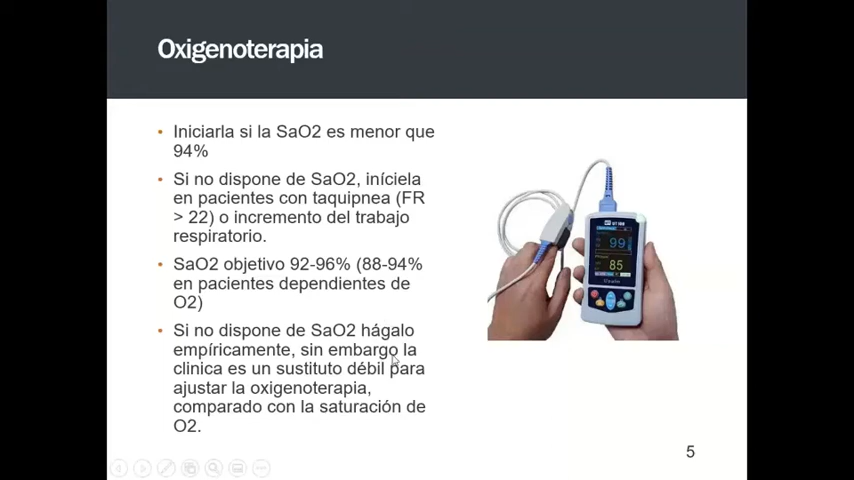 Oxigenoterapia
• Iniciarla si la SaO2 es menor que
94%
• Si no dispone de SaO2, iníciela
en pacientes con taquipnea (FR
> 22) o incremento del trabajo
respiratorio.
• SaO2 objetivo 92-96% (88-94%
en pacientes dependientes de
O2)
• Si no dispone de SaO2 hágalo
empíricamente, sin embargo la
clinica es un sustituto débil para
ajustar la oxigenoterapia,
comparado con la saturación de
O2.
99
85
5